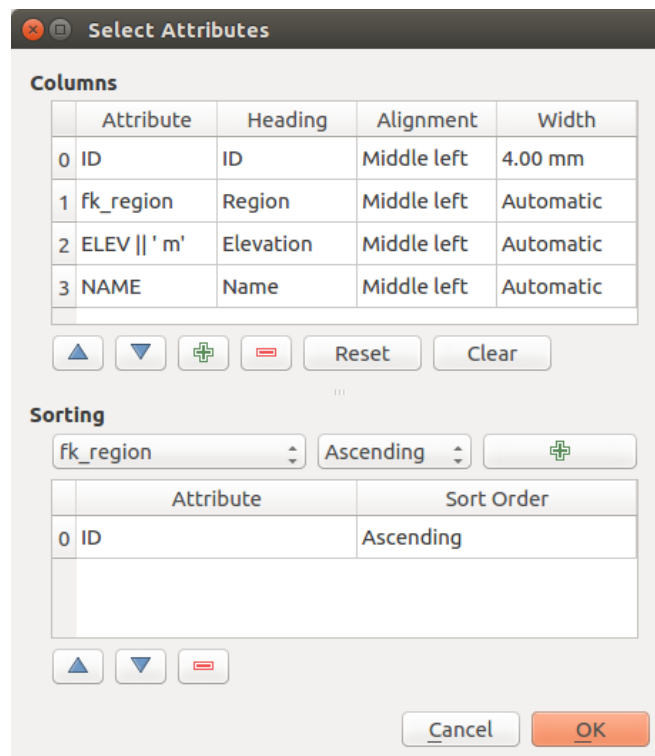 Select Attributes
Columns
Attribute Heading Alignment Width
0 ID ID Middle left 4.00 mm
1 fk_region Region Middle left Automatic
2 ELEV || ' m' Elevation Middle left Automatic
3 NAME Name Middle left Automatic
Reset Clear
Sorting
fk_region Ascending
Attribute Sort Order
0 ID Ascending
Cancel OK